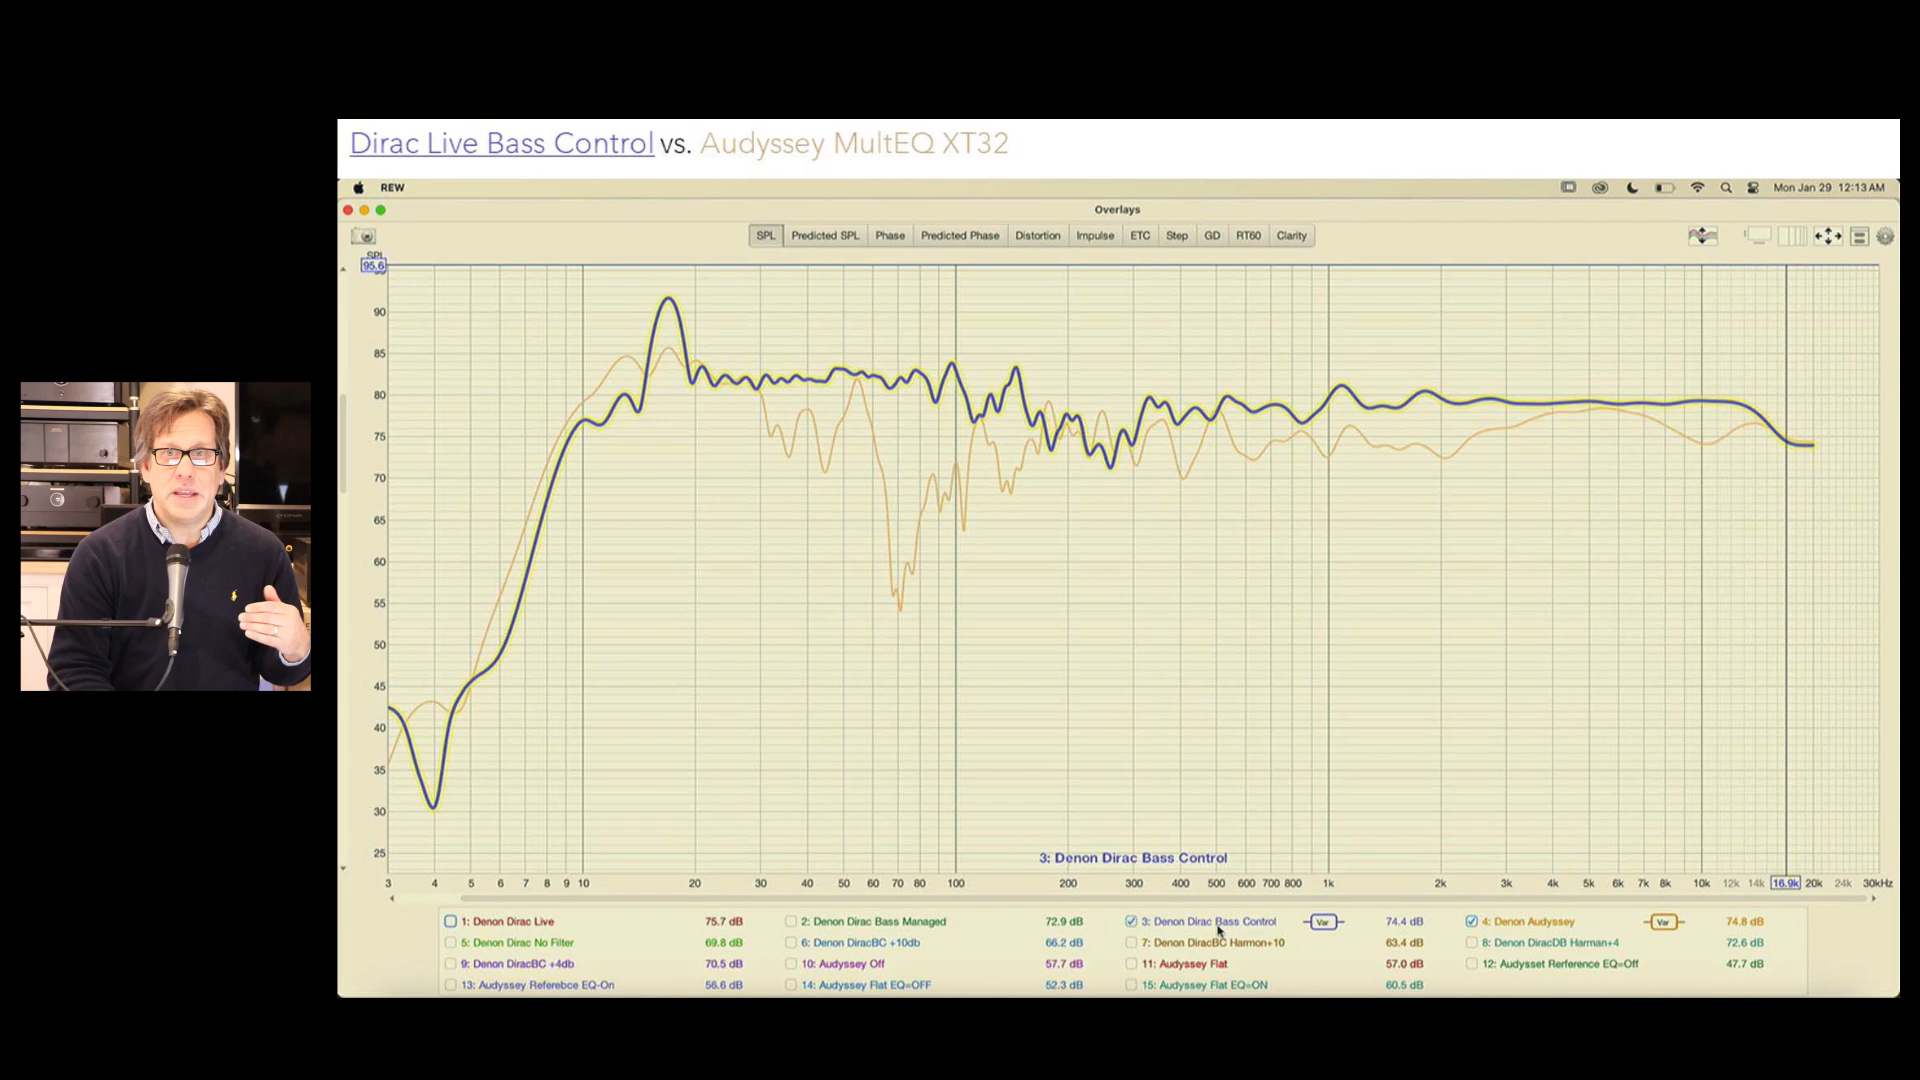 Dirac Live Bass Control vs. Audyssey MultEQ XT32
REW
Mon Jan 29 12:13 AM
Overlays
SPL Predicted SPL Phase Predicted Phase Distortion Impulse ETC Step GD RT60 Clarity
SPL
95.6
90
85
80
75
70
65
60
55
50
45
40
35
30
25
3: Denon Dirac Bass Control
3 4 5 6 7 8 9 10 20 30 40 50 60 70 80 100 200 300 400 500 600 700 800 1k 2k 3k 4k 5k 6k 7k 8k 10k 12k 14k 16.9k 20k 24k 30kHz
1: Denon Dirac Live 75.7 dB 2: Denon Dirac Bass Managed 72.9 dB 3: Denon Dirac Bass Control Var 74.4 dB 4: Denon Audyssey Var 74.8 dB
5: Denon Dirac No Filter 69.8 dB 6: Denon DiracBC +10db 66.2 dB 7: Denon DiracBC Harmon+10 63.4 dB 8: Denon DiracDB Harman+4 72.6 dB
9: Denon DiracBC +4db 70.5 dB 10: Audyssey Off 57.7 dB 11: Audyssey Flat 57.0 dB 12: Audysset Rerference EQ=Off 47.7 dB
13: Audyssey Referebce EQ-On 56.6 dB 14: Audyssey Flat EQ=OFF 52.3 dB 15: Audyssey Flat EQ=ON 60.5 dB